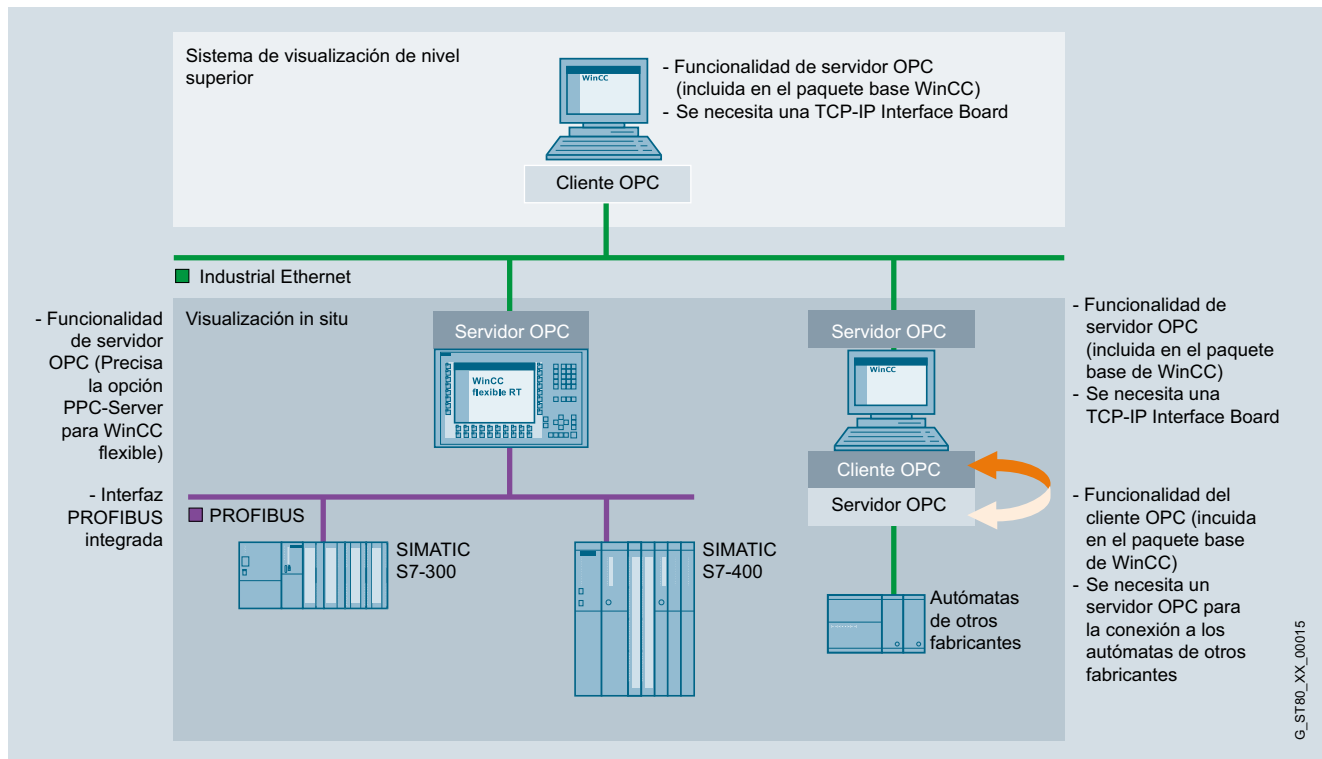 Sistema de visualización de nivel
superior
WinCC
- Funcionalidad de servidor OPC
(incluida en el paquete base WinCC)
- Se necesita una TCP-IP Interface Board
Cliente OPC
Industrial Ethernet
- Funcionalidad
de servidor
OPC (Precisa
la opción
PPC-Server
para WinCC
flexible)
- Interfaz
PROFIBUS
integrada
Visualización in situ
Servidor OPC
WinCC
flexible RT
PROFIBUS
SIMATIC
S7-300
SIMATIC
S7-400
Servidor OPC
WinCC
Cliente OPC
Servidor OPC
Autómatas
de otros
fabricantes
- Funcionalidad de
servidor OPC
(incluida en el paquete
base de WinCC)
- Se necesita una
TCP-IP Interface Board
- Funcionalidad del
cliente OPC (incuida
en el paquete base
de WinCC)
- Se necesita un
servidor OPC para
la conexión a los
autómatas de otros
fabricantes
G_ST80_XX_00015